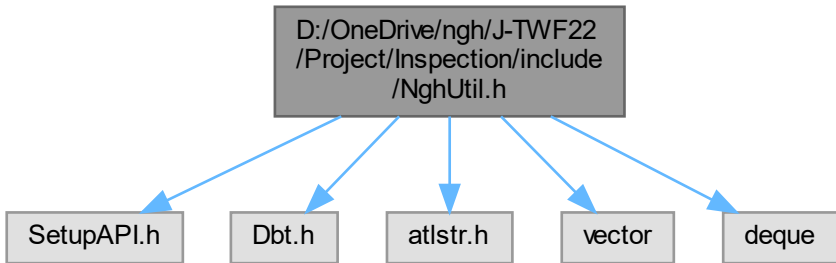 D:/OneDrive/ngh/J-TWF22
/Project/Inspection/include
/NghUtil.h
SetupAPI.h
Dbt.h
atlstr.h
vector
deque